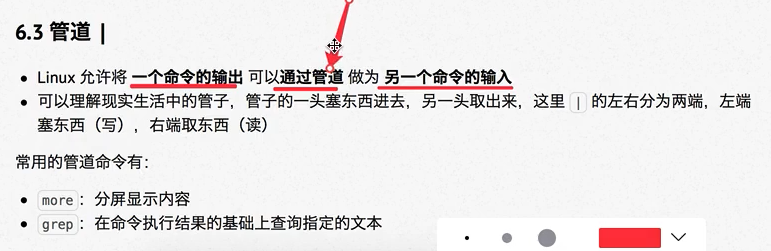 6.3 管道 |
Linux 允许将 一个命令的输出 可以通过管道 做为 另一个命令的输入
可以理解现实生活中的管子，管子的一头塞东西进去，另一头取出来，这里 | 的左右分为两端，左端
塞东西（写），右端取东西（读）
常用的管道命令有：
more：分屏显示内容
grep：在命令执行结果的基础上查询指定的文本